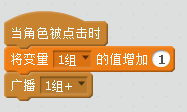 当角色被点击时
将变量 1组 的值增加 1
广播 1组+